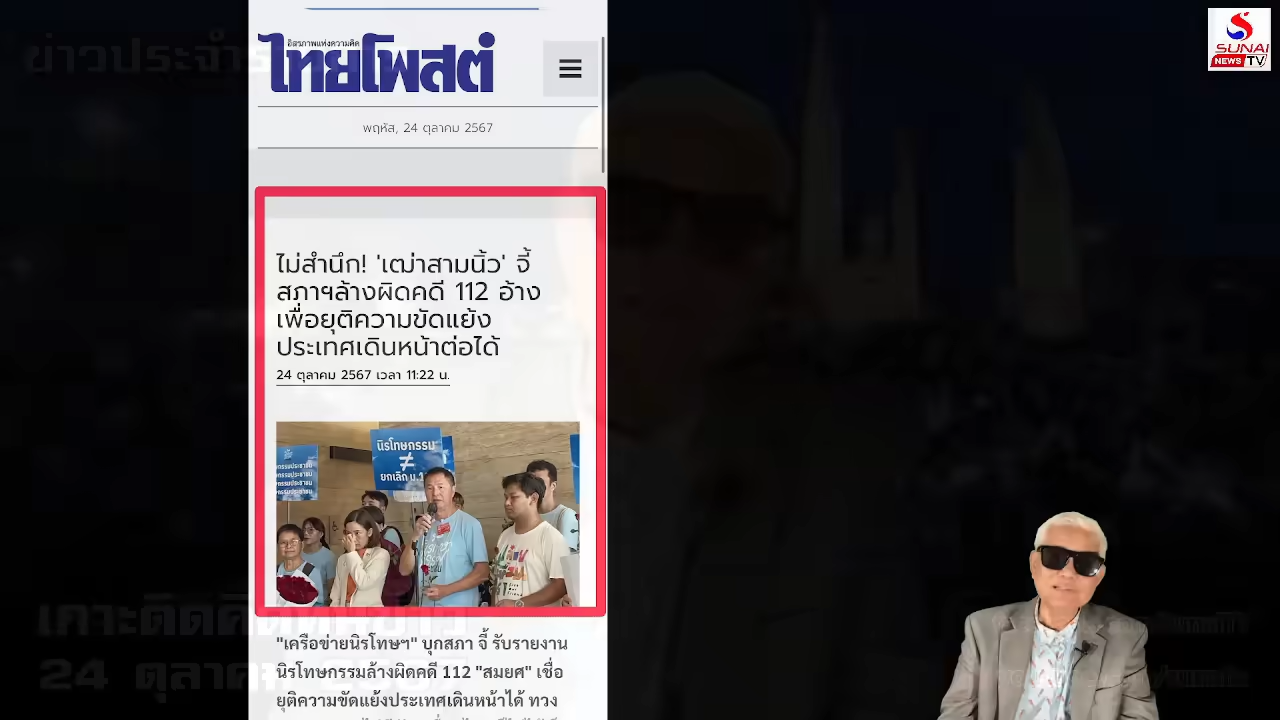 ข่าวประจำ
อิสรภาพแห่งความคิด
ไทยโพสต์
พฤหัส, 24 ตุลาคม 2567
SUNAI
NEWS TV
ไม่สำนึก! 'เฒ่าสามนิ้ว' จี้
สภาฯล้างผิดคดี 112 อ้าง
เพื่อยุติความขัดแย้ง
ประเทศเดินหน้าต่อได้
24 ตุลาคม 2567 เวลา 11:22 น.
นิรโทษกรรม
≠
ยกเลิก ม.1
"เครือข่ายนิรโทษฯ" บุกสภา จี้ รับรายงาน
นิรโทษกรรมล้างผิดคดี 112 "สมยศ" เชื่อ
ยุติความขัดแย้งประเทศเดินหน้าได้ ทวง
เคาะติดคิด
24 ตุลาค